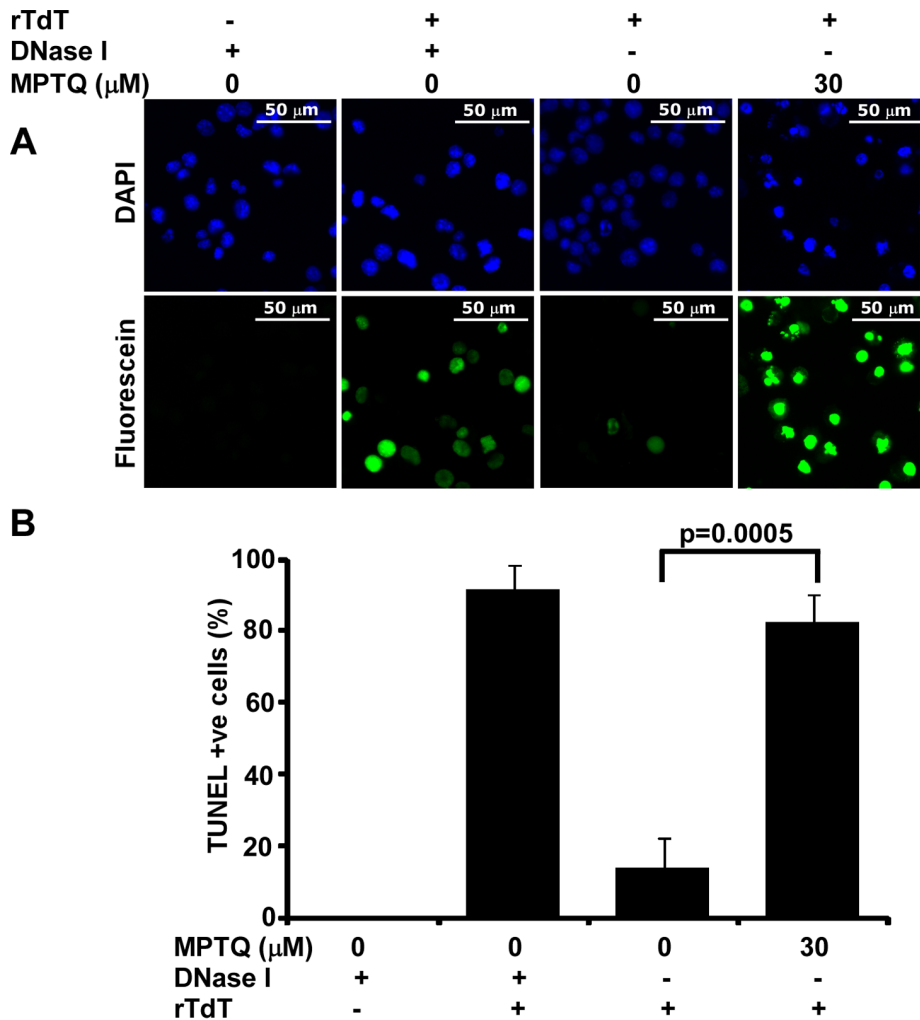 rTdT - + + +
DNase I + + - -
MPTQ (μM) 0 0 0 30
A
DAPI
50 μm 50 μm 50 μm 50 μm
Fluorescein
50 μm 50 μm 50 μm 50 μm
B
p=0.0005
TUNEL +ve cells (%)
100
80
60
40
20
0
MPTQ (μM) 0 0 0 30
DNase I + + - -
rTdT - + + +